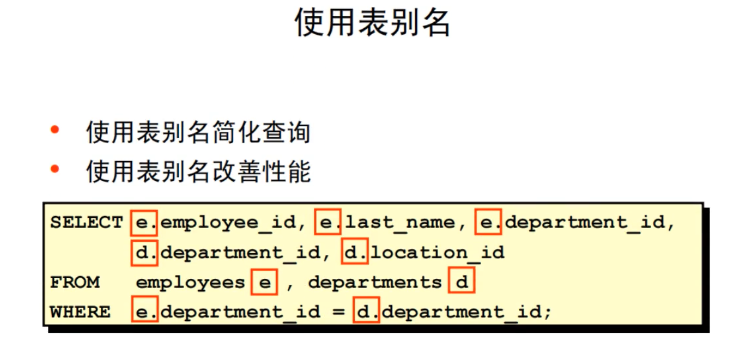 使用表别名
• 使用表别名简化查询
• 使用表别名改善性能
SELECT e.employee_id, e.last_name, e.department_id,
d.department_id, d.location_id
FROM employees e , departments d
WHERE e.department_id = d.department_id;